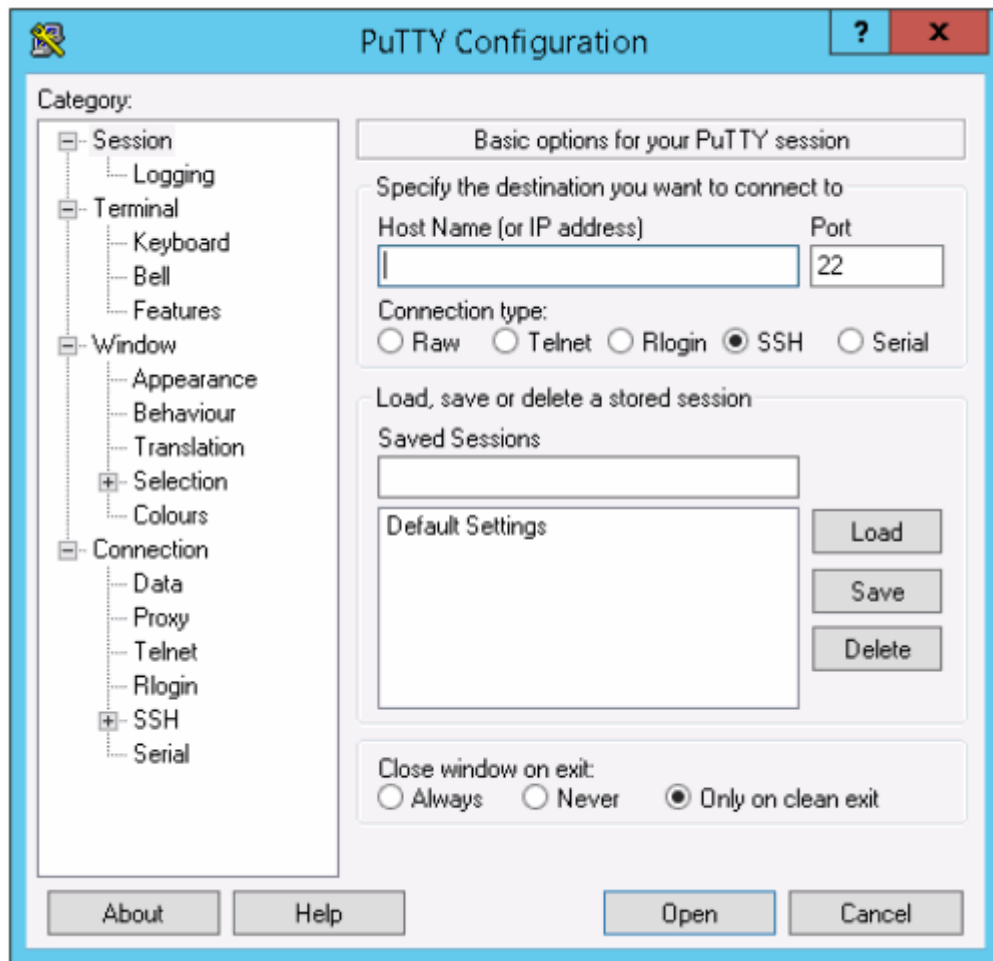 PuTTY Configuration
?
x
Category:
Session
Logging
Terminal
Keyboard
Bell
Features
Window
Appearance
Behaviour
Translation
Selection
Colours
Connection
Data
Proxy
Telnet
Rlogin
SSH
Serial
Basic options for your PuTTY session
Specify the destination you want to connect to
Host Name (or IP address) Port
22
Connection type:
Raw Telnet Rlogin SSH Serial
Load, save or delete a stored session
Saved Sessions
Default Settings
Load
Save
Delete
Close window on exit:
Always Never Only on clean exit
About Help Open Cancel